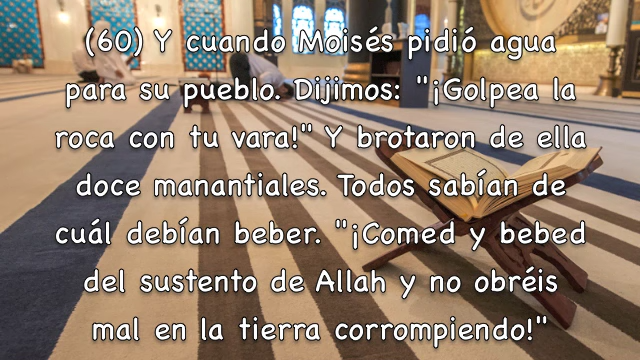 (60) Y cuando Moisés pidió agua
para su pueblo. Dijimos: "¡Golpea la
roca con tu vara!" Y brotaron de ella
doce manantiales. Todos sabían de
cuál debían beber. "¡Comed y bebed
del sustento de Allah y no obréis
mal en la tierra corrompiendo!"